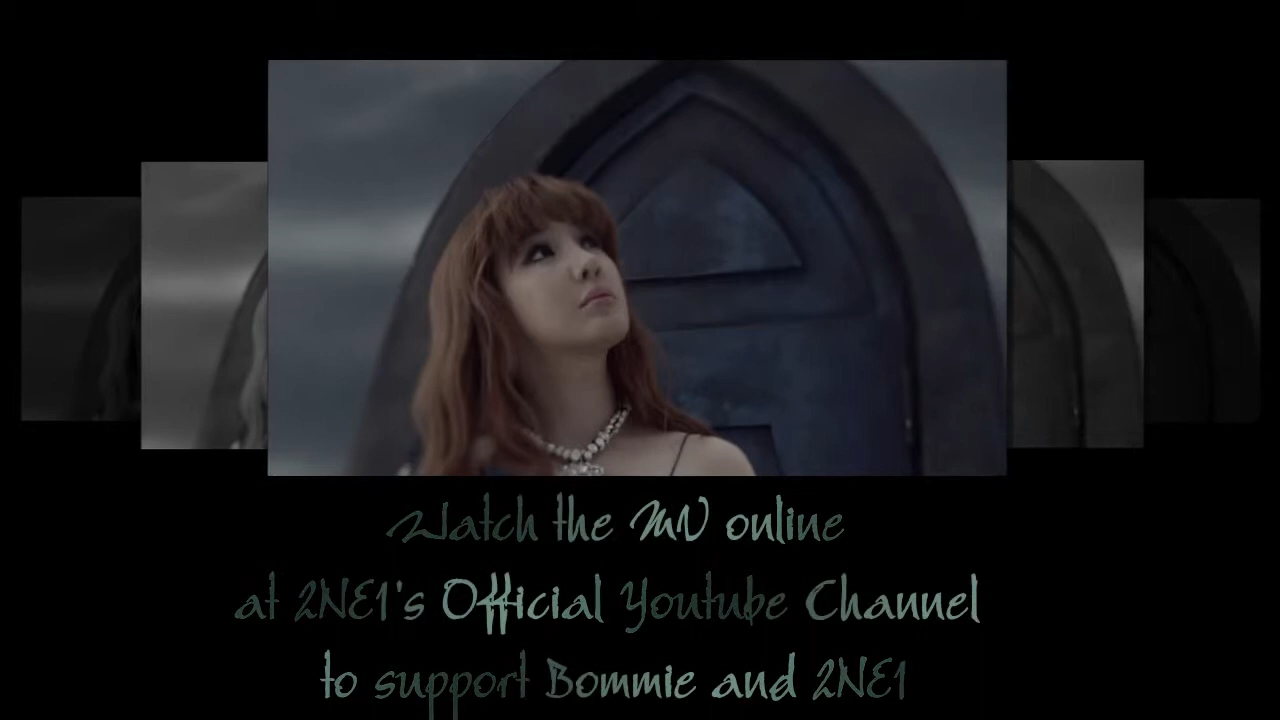 Watch the MV online
at 2NE1's Official Youtube Channel
to support Bommie and 2NE1